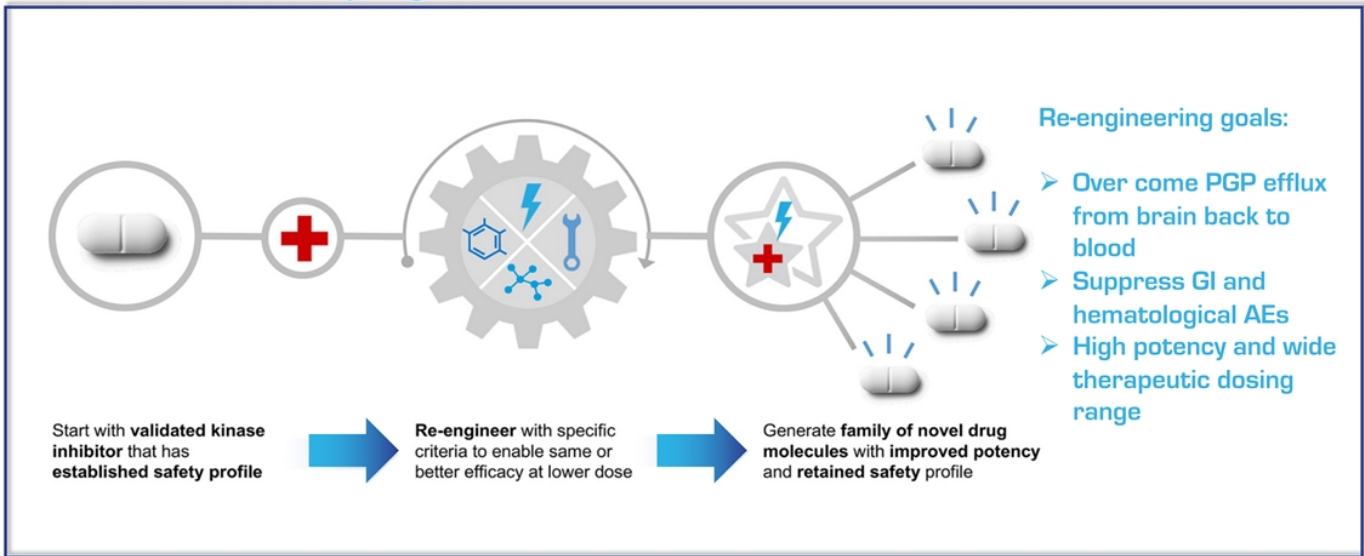 Re-engineering goals:
➢ Over come PGP efflux
from brain back to
blood
➢ Suppress GI and
hematological AEs
➢ High potency and wide
therapeutic dosing
range
Start with validated kinase
inhibitor that has
established safety profile
Re-engineer with specific
criteria to enable same or
better efficacy at lower dose
Generate family of novel drug
molecules with improved potency
and retained safety profile